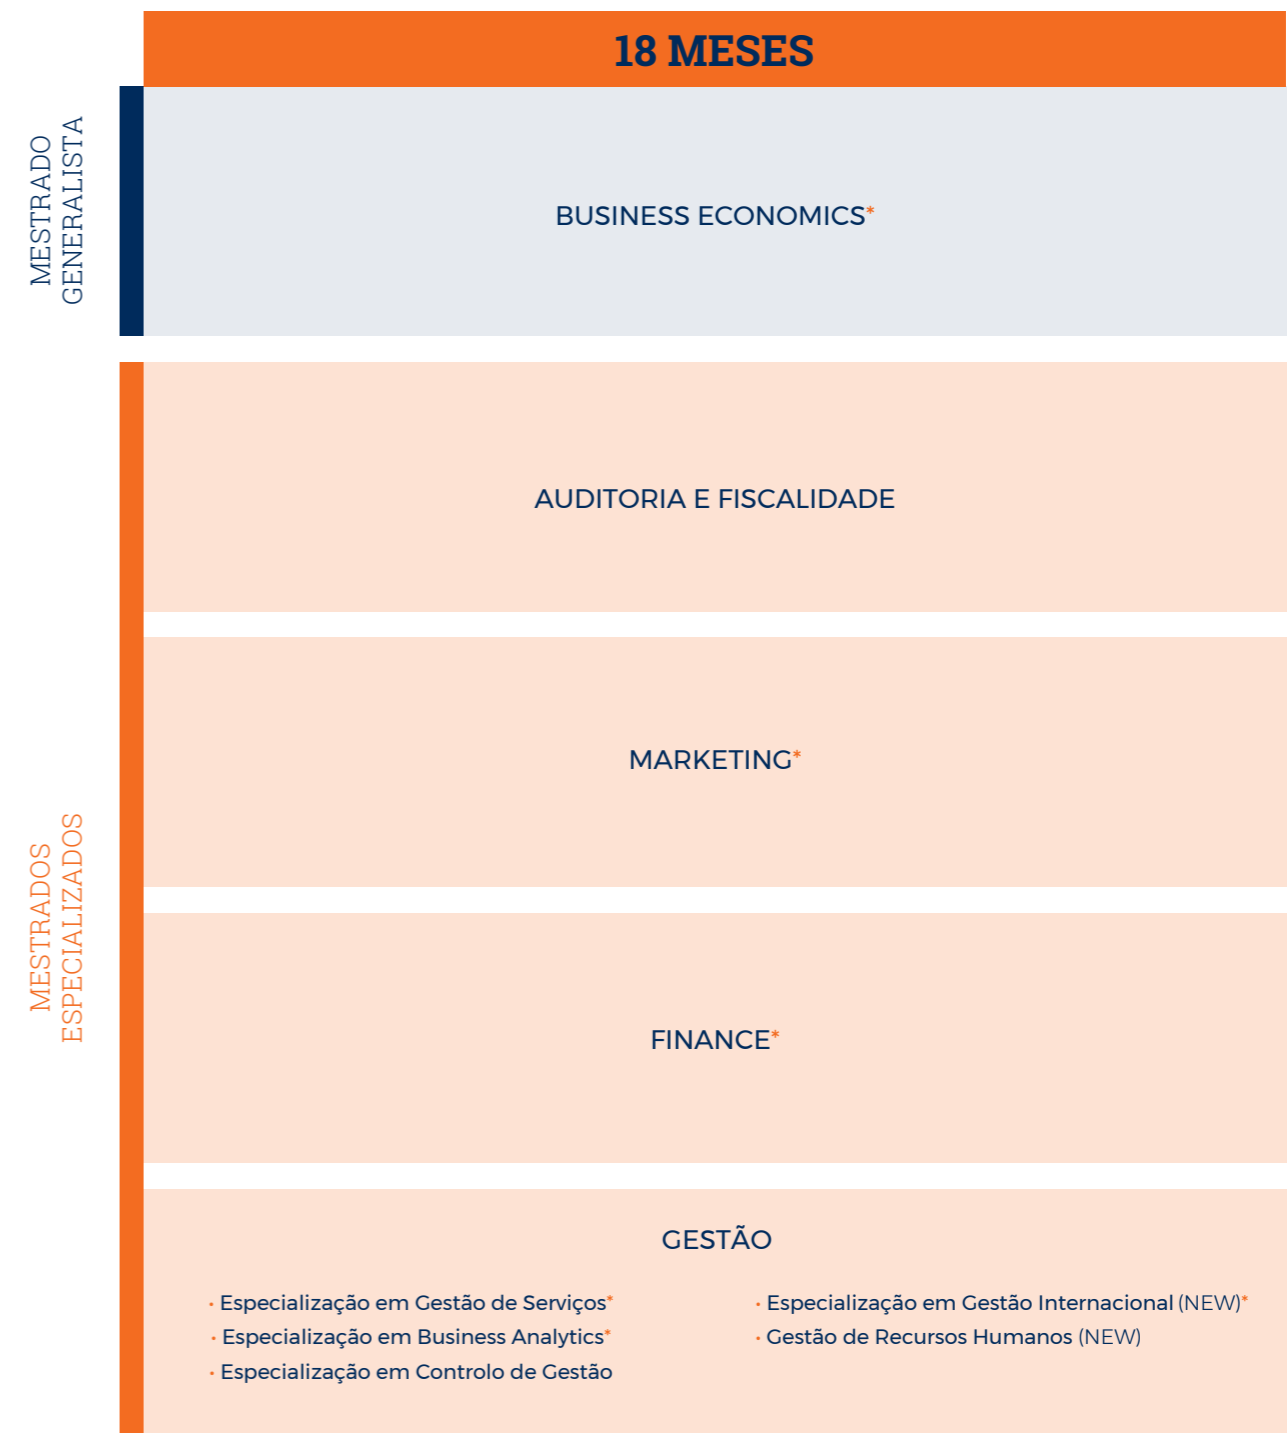 18 MESES
MESTRADO
GENERALISTA
BUSINESS ECONOMICS*
MESTRADOS
ESPECIALIZADOS
AUDITORIA E FISCALIDADE
MARKETING*
FINANCE*
GESTÃO
• Especialização em Gestão de Serviços*
• Especialização em Business Analytics*
• Especialização em Controlo de Gestão
• Especialização em Gestão Internacional (NEW)*
• Gestão de Recursos Humanos (NEW)